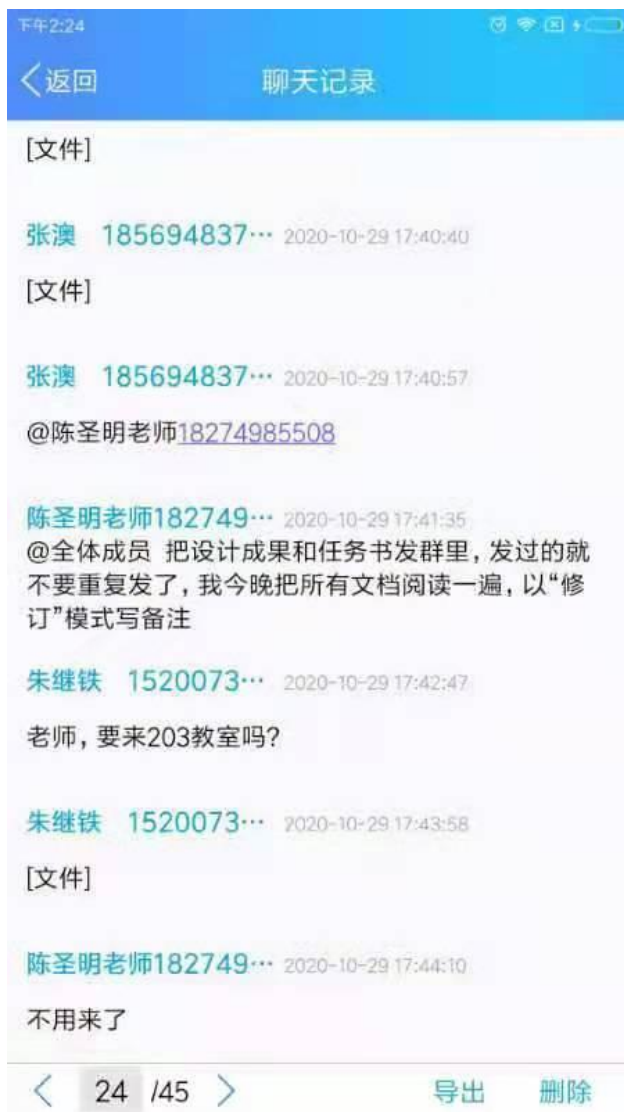 下午2:24
返回 聊天记录
[文件]
张澳 185694837… 2020-10-29 17:40:40
[文件]
张澳 185694837… 2020-10-29 17:40:57
@陈圣明老师18274985508
陈圣明老师182749… 2020-10-29 17:41:35
@全体成员 把设计成果和任务书发群里，发过的就
不要重复发了，我今晚把所有文档阅读一遍，以“修
订”模式写备注
朱继铁 1520073… 2020-10-29 17:42:47
老师，要来203教室吗?
朱继铁 1520073… 2020-10-29 17:43:58
[文件]
陈圣明老师182749… 2020-10-29 17:44:10
不用来了
24 /45 导出 删除